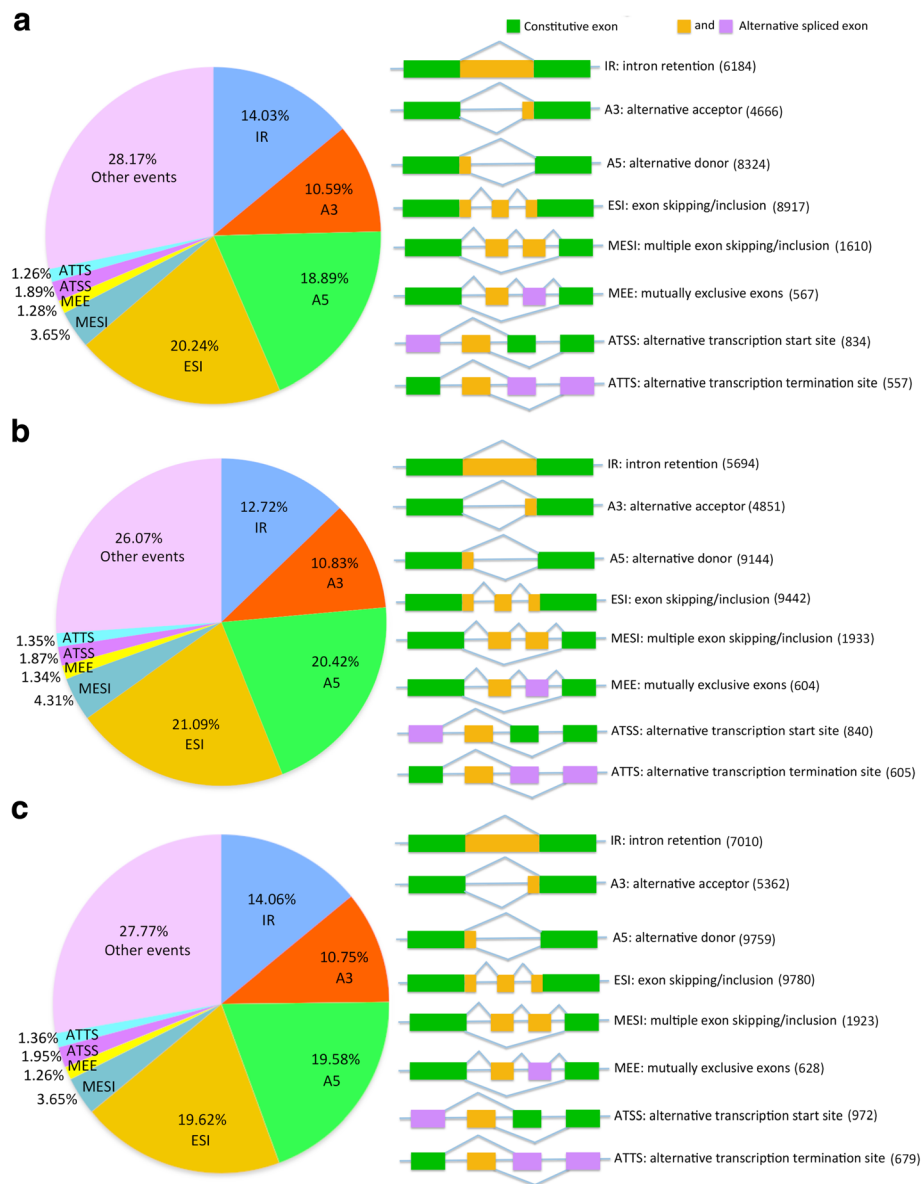 a
Constitutive exon
and
Alternative spliced exon
14.03%
IR
10.59%
A3
18.89%
A5
20.24%
ESI
3.65%
MESI
1.28%
MEE
1.89%
ATSS
1.26%
ATTS
28.17%
Other events
IR: intron retention (6184)
A3: alternative acceptor (4666)
A5: alternative donor (8324)
ESI: exon skipping/inclusion (8917)
MESI: multiple exon skipping/inclusion (1610)
MEE: mutually exclusive exons (567)
ATSS: alternative transcription start site (834)
ATTS: alternative transcription termination site (557)
b
12.72%
IR
10.83%
A3
20.42%
A5
21.09%
ESI
4.31%
MESI
1.34%
MEE
1.87%
ATSS
1.35%
ATTS
26.07%
Other events
IR: intron retention (5694)
A3: alternative acceptor (4851)
A5: alternative donor (9144)
ESI: exon skipping/inclusion (9442)
MESI: multiple exon skipping/inclusion (1933)
MEE: mutually exclusive exons (604)
ATSS: alternative transcription start site (840)
ATTS: alternative transcription termination site (605)
c
14.06%
IR
10.75%
A3
19.58%
A5
19.62%
ESI
3.65%
MESI
1.26%
MEE
1.95%
ATSS
1.36%
ATTS
27.77%
Other events
IR: intron retention (7010)
A3: alternative acceptor (5362)
A5: alternative donor (9759)
ESI: exon skipping/inclusion (9780)
MESI: multiple exon skipping/inclusion (1923)
MEE: mutually exclusive exons (628)
ATSS: alternative transcription start site (972)
ATTS: alternative transcription termination site (679)